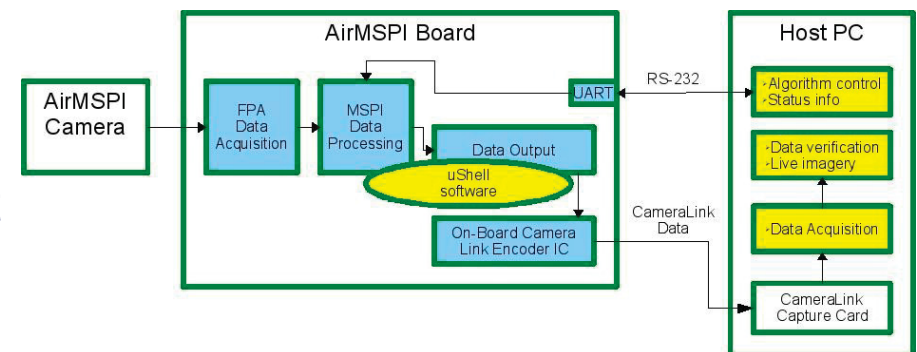 AirMSPI Board
Host PC
AirMSPI
Camera
FPA
Data
Acquisition
MSPI
Data
Processing
UART
RS-232
Algorithm control
Status info
Data Output
uShell
software
Data verification
Live imagery
On-Board Camera
Link Encoder IC
CameraLink
Data
Data Acquisition
CameraLink
Capture Card